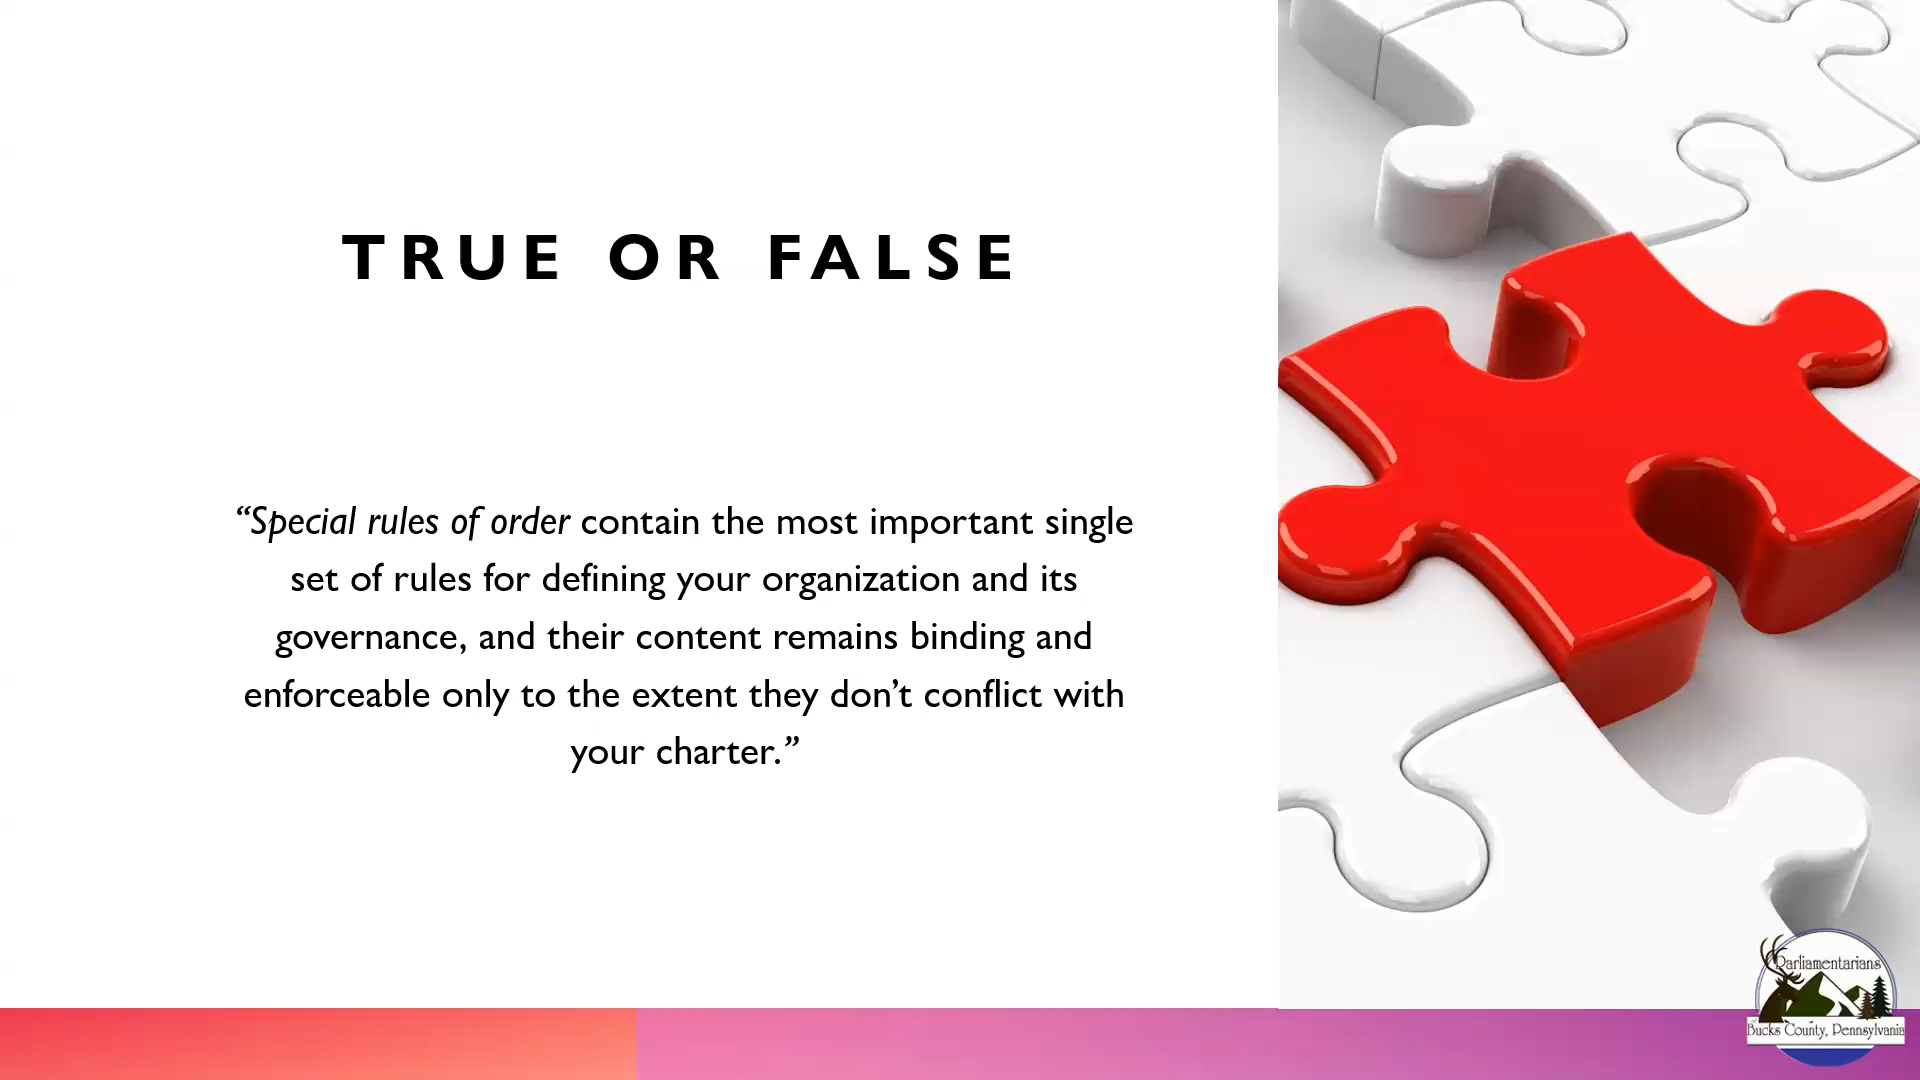 TRUE OR FALSE
“Special rules of order contain the most important single
set of rules for defining your organization and its
governance, and their content remains binding and
enforceable only to the extent they don’t conflict with
your charter.”
Parliamentarians
Bucks County, Pennsylvania